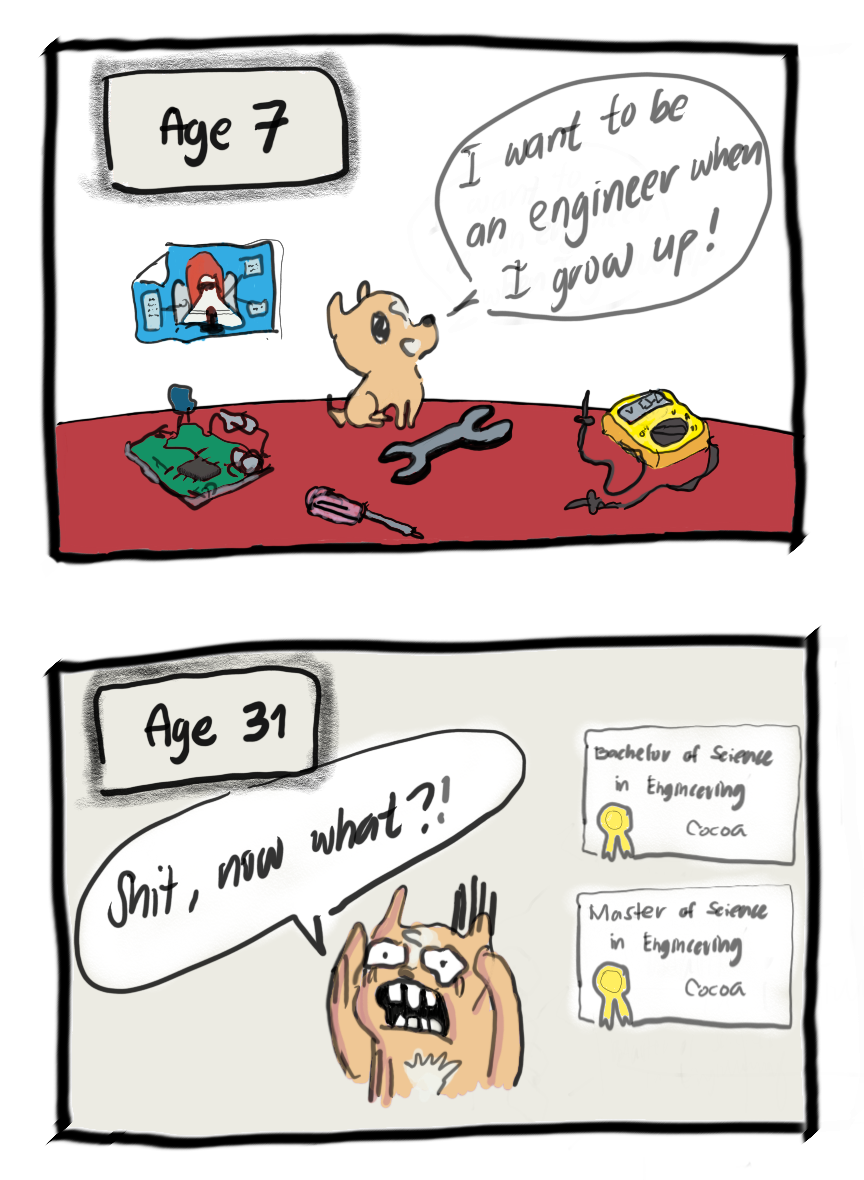 Age 7
I want to be
an engineer when
I grow up!
Age 31
Shit, now what?!
Bachelor of Science
in Engineering
Cocoa
Master of Science
in Engineering
Cocoa